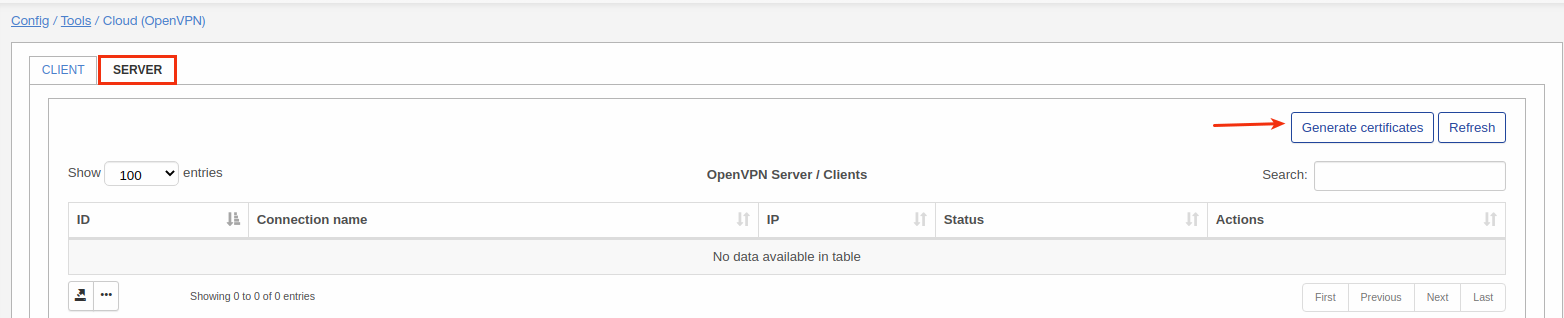 Config / Tools / Cloud (OpenVPN)
CLIENT SERVER
Generate certificates Refresh
Show 100 entries OpenVPN Server / Clients Search:
ID Connection name IP Status Actions
No data available in table
Showing 0 to 0 of 0 entries First Previous Next Last